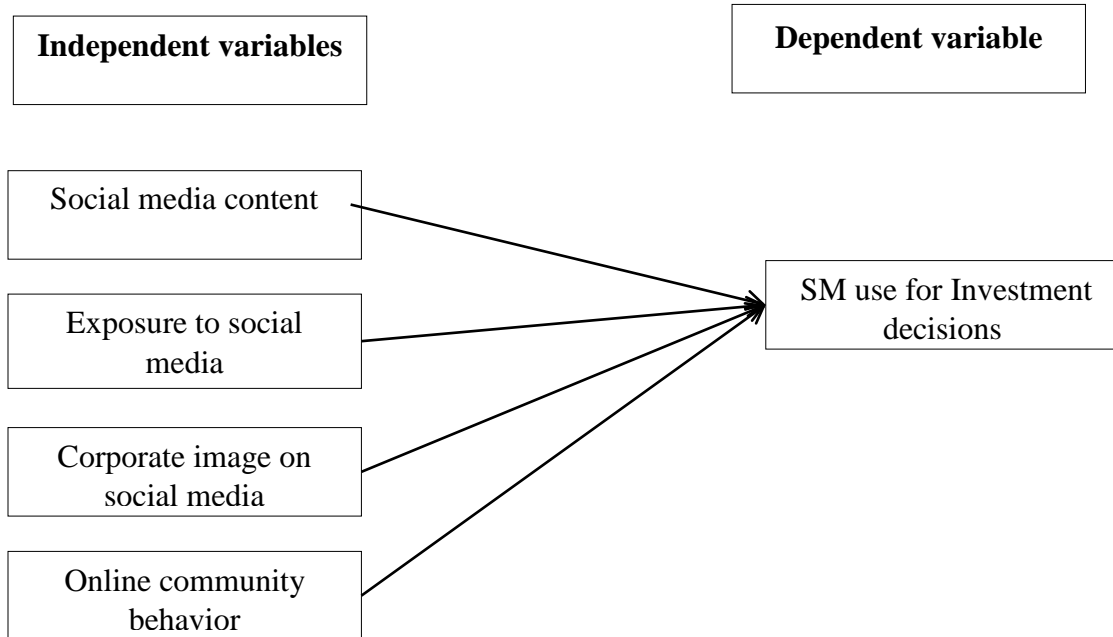 Independent variables
Dependent variable
Social media content
Exposure to social
media
Corporate image on
social media
Online community
behavior
SM use for Investment
decisions